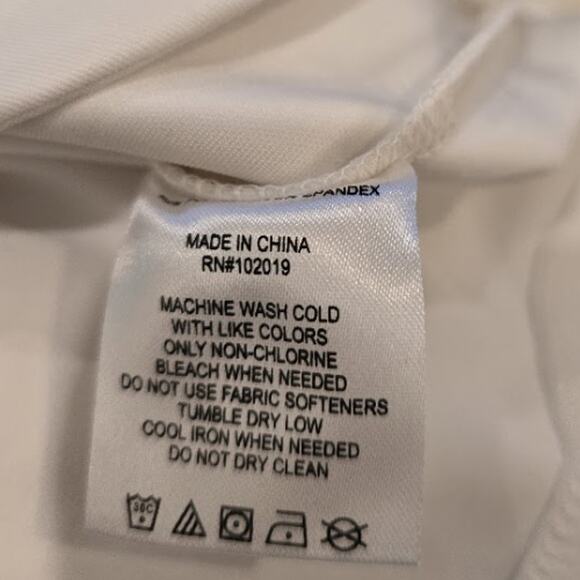 SPANDEX
MADE IN CHINA
RN#102019
MACHINE WASH COLD
WITH LIKE COLORS
ONLY NON-CHLORINE
BLEACH WHEN NEEDED
DO NOT USE FABRIC SOFTENERS
TUMBLE DRY LOW
COOL IRON WHEN NEEDED
DO NOT DRY CLEAN
30C